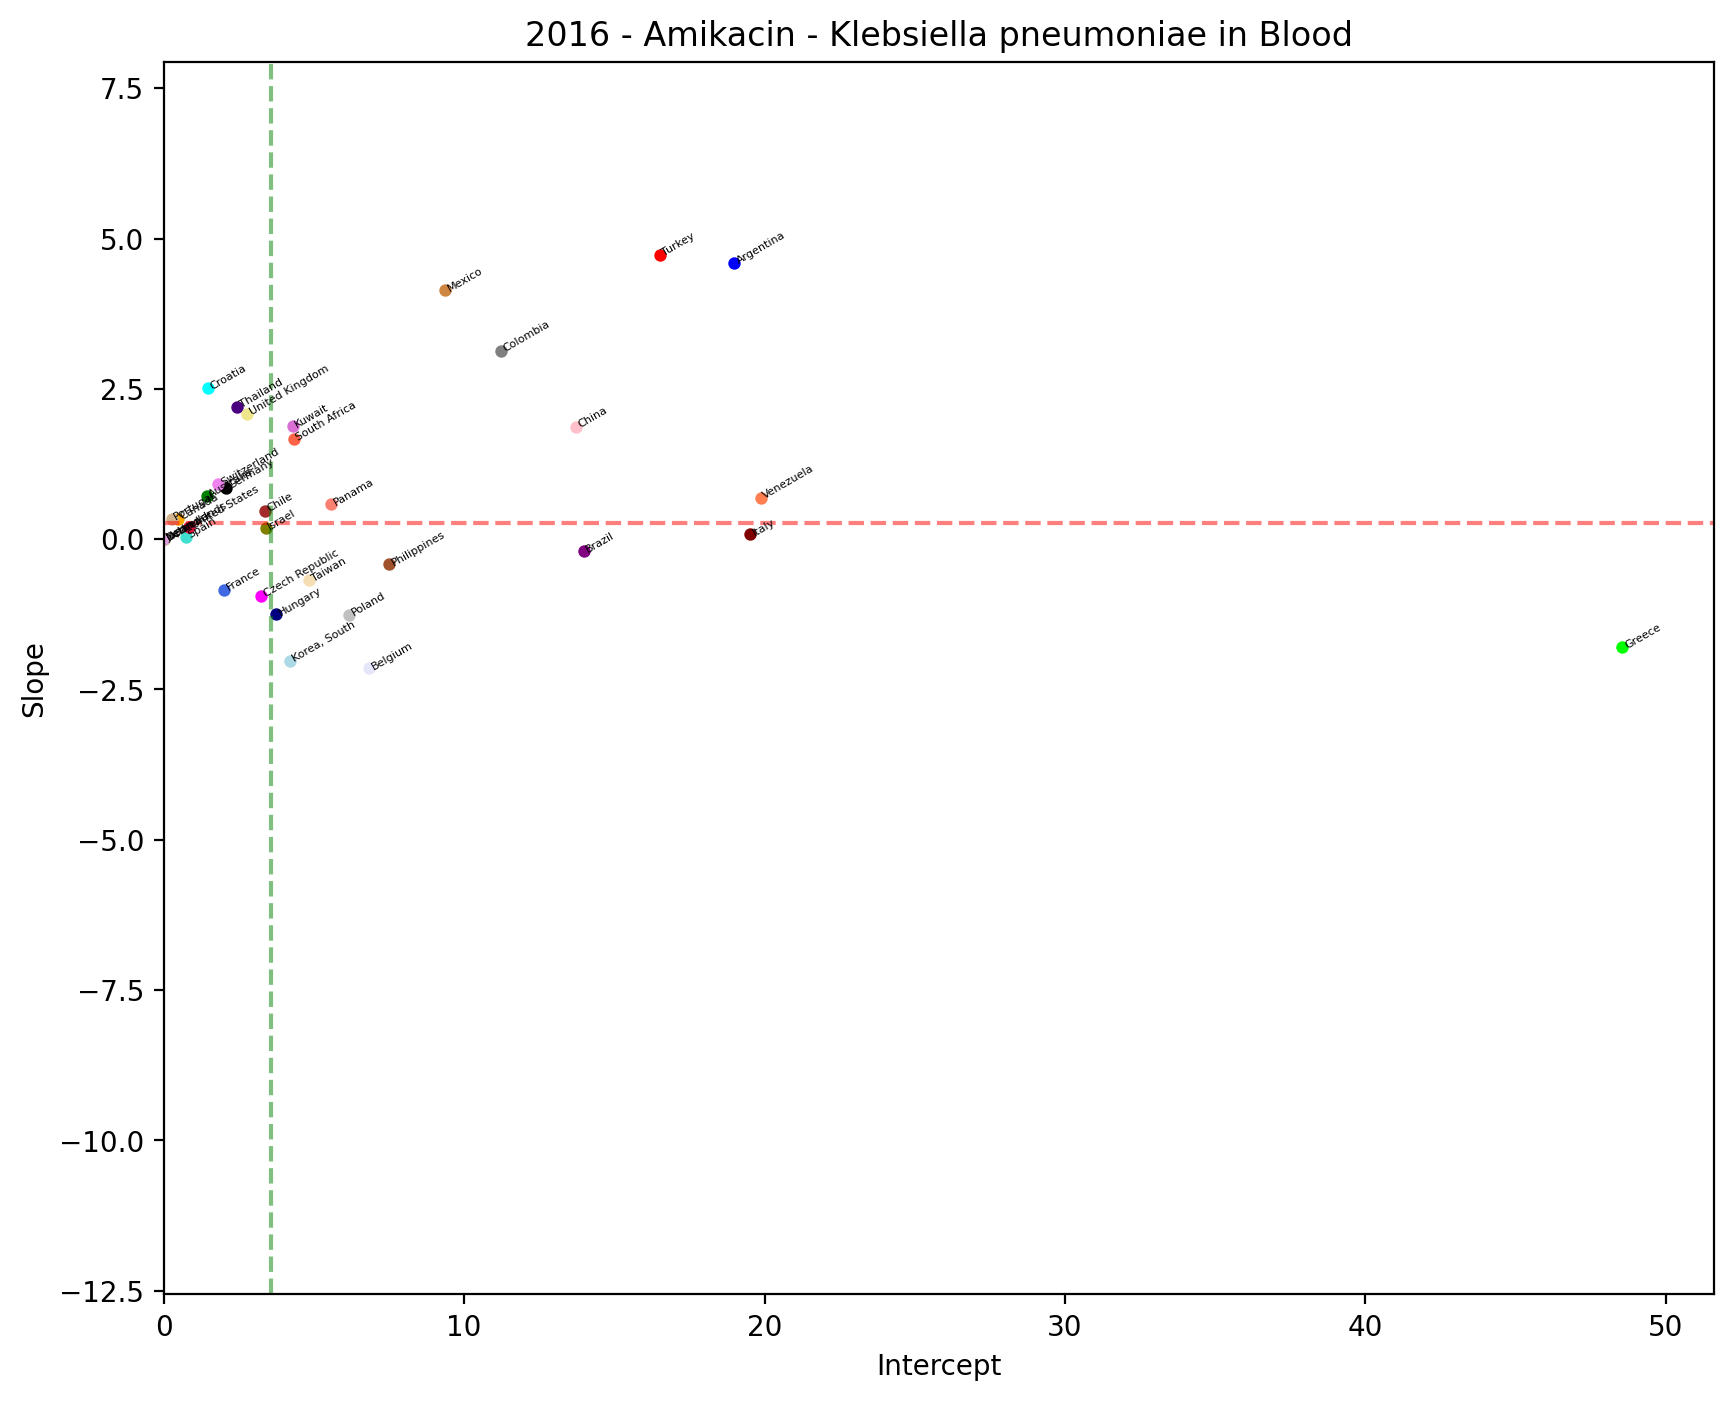 2016 - Amikacin - Klebsiella pneumoniae in Blood
7.5
5.0
2.5
0.0
−2.5
−5.0
−7.5
−10.0
−12.5
Slope
Turkey
Argentina
Mexico
Colombia
Croatia
Thailand
United Kingdom
Kuwait
South Africa
China
Switzerland
Germany
Venezuela
Panama
Portugal
Canada
United States
Chile
Israel
Spain
Italy
Brazil
Philippines
Czech Republic
Taiwan
France
Hungary
Poland
Korea, South
Belgium
Greece
0
10
20
30
40
50
Intercept